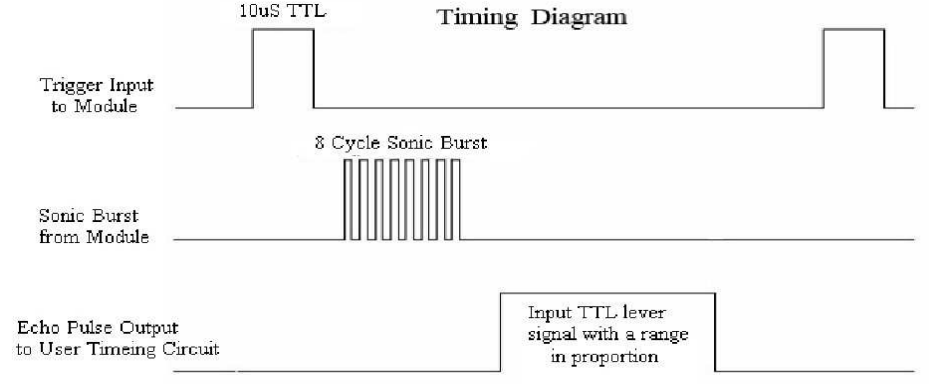 10uS TTL
Timing Diagram
Trigger Input
to Module
8 Cycle Sonic Burst
Sonic Burst
from Module
Input TTL lever
signal with a range
in proportion
Echo Pulse Output
to User Timeing Circuit